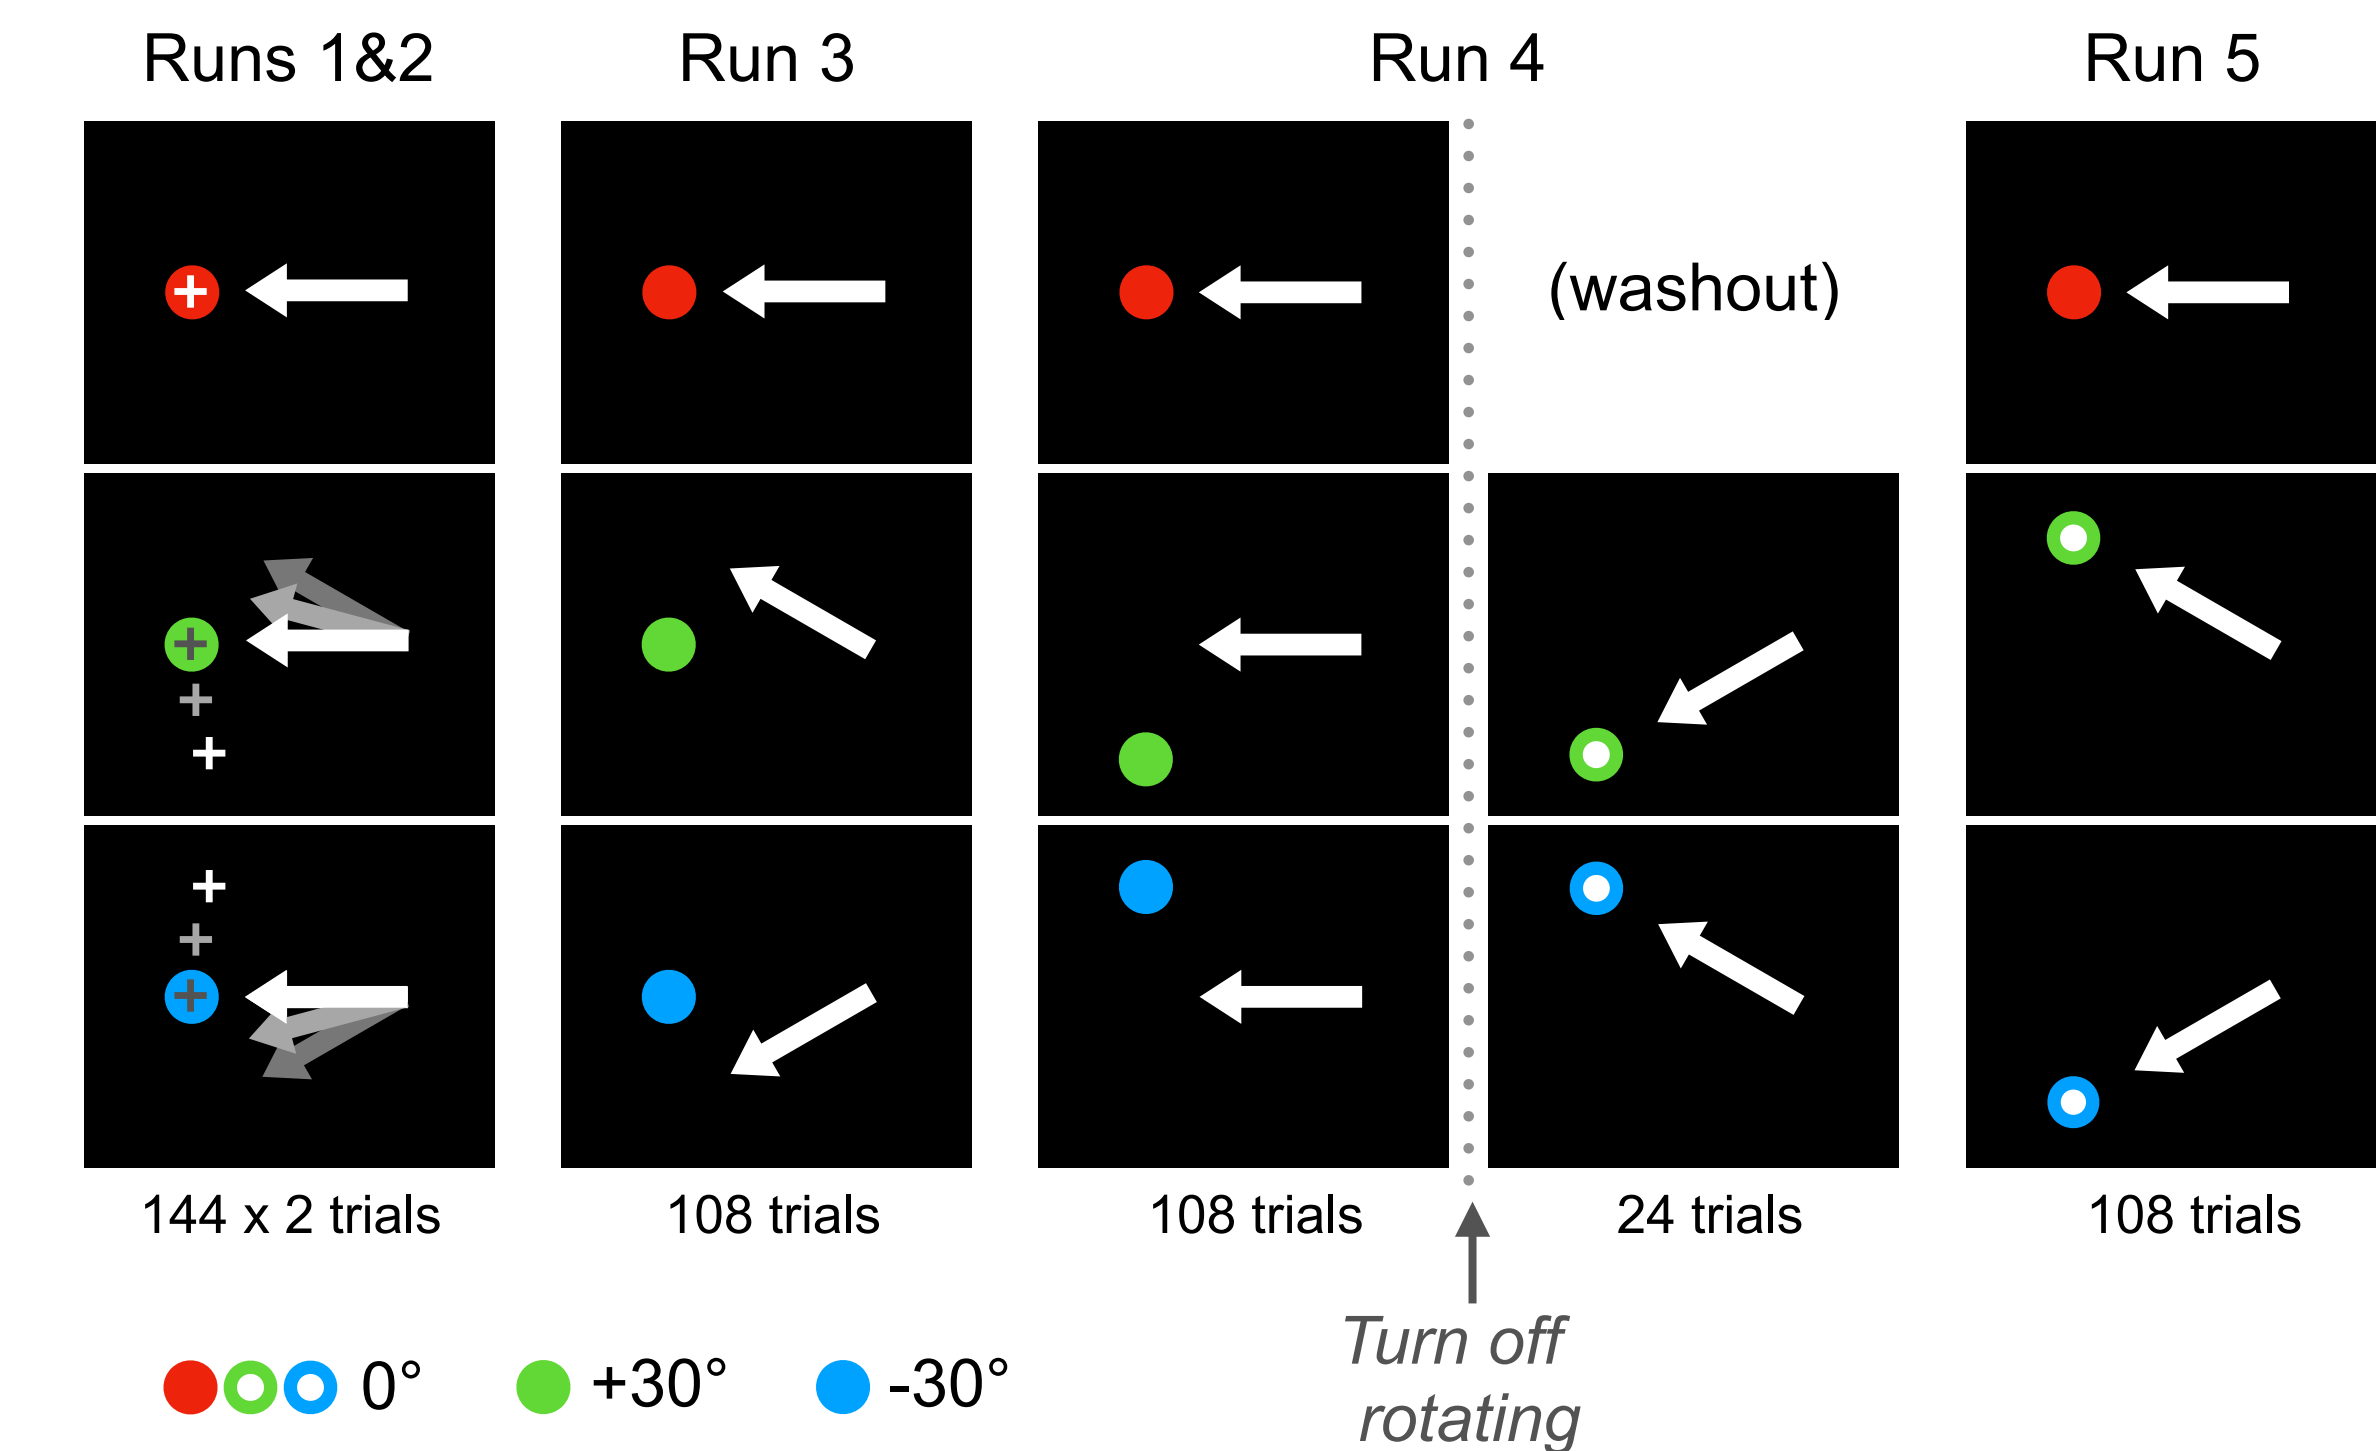 Runs 1&2
Run 3
Run 4
Run 5
(washout)
144 x 2 trials
108 trials
108 trials
24 trials
108 trials
0°
+30°
-30°
Turn off
rotating